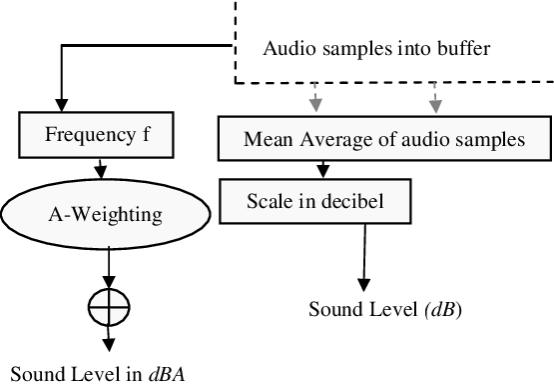 Audio samples into buffer
Frequency f
Mean Average of audio samples
A-Weighting
Scale in decibel
Sound Level (dB)
Sound Level in dBA